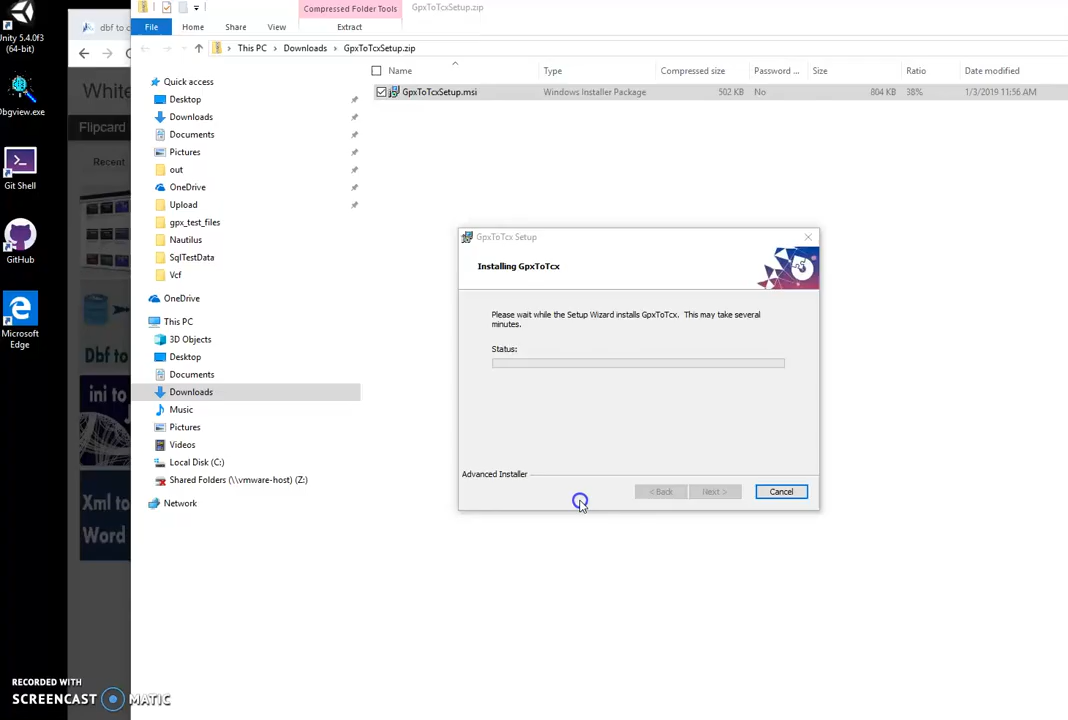 Unity 5.4.0f3
(64-bit)
Dbgview.exe
Git Shell
GitHub
Microsoft
Edge
dbf to c
White
Flipcard
Recent
Dbf to
ini to
J
Xml to
Word
Compressed Folder Tools
GpxToTcxSetup.zip
File
Home
Share
View
Extract
This PC
Downloads
GpxToTcxSetup.zip
Quick access
Desktop
Downloads
Documents
Pictures
out
OneDrive
Upload
gpx_test_files
Nautilus
SqlTestData
Vcf
OneDrive
This PC
3D Objects
Desktop
Documents
Downloads
Music
Pictures
Videos
Local Disk (C:)
Shared Folders (\\vmware-host) (Z:)
Network
Name
Type
Compressed size
Password ...
Size
Ratio
Date modified
GpxToTcxSetup.msi
Windows Installer Package
502 KB
No
804 KB
38%
1/3/2019 11:56 AM
GpxToTcx Setup
Installing GpxToTcx
Please wait while the Setup Wizard installs GpxToTcx. This may take several
minutes.
Status:
Advanced Installer
< Back
Next >
Cancel
RECORDED WITH
SCREENCAST MATIC